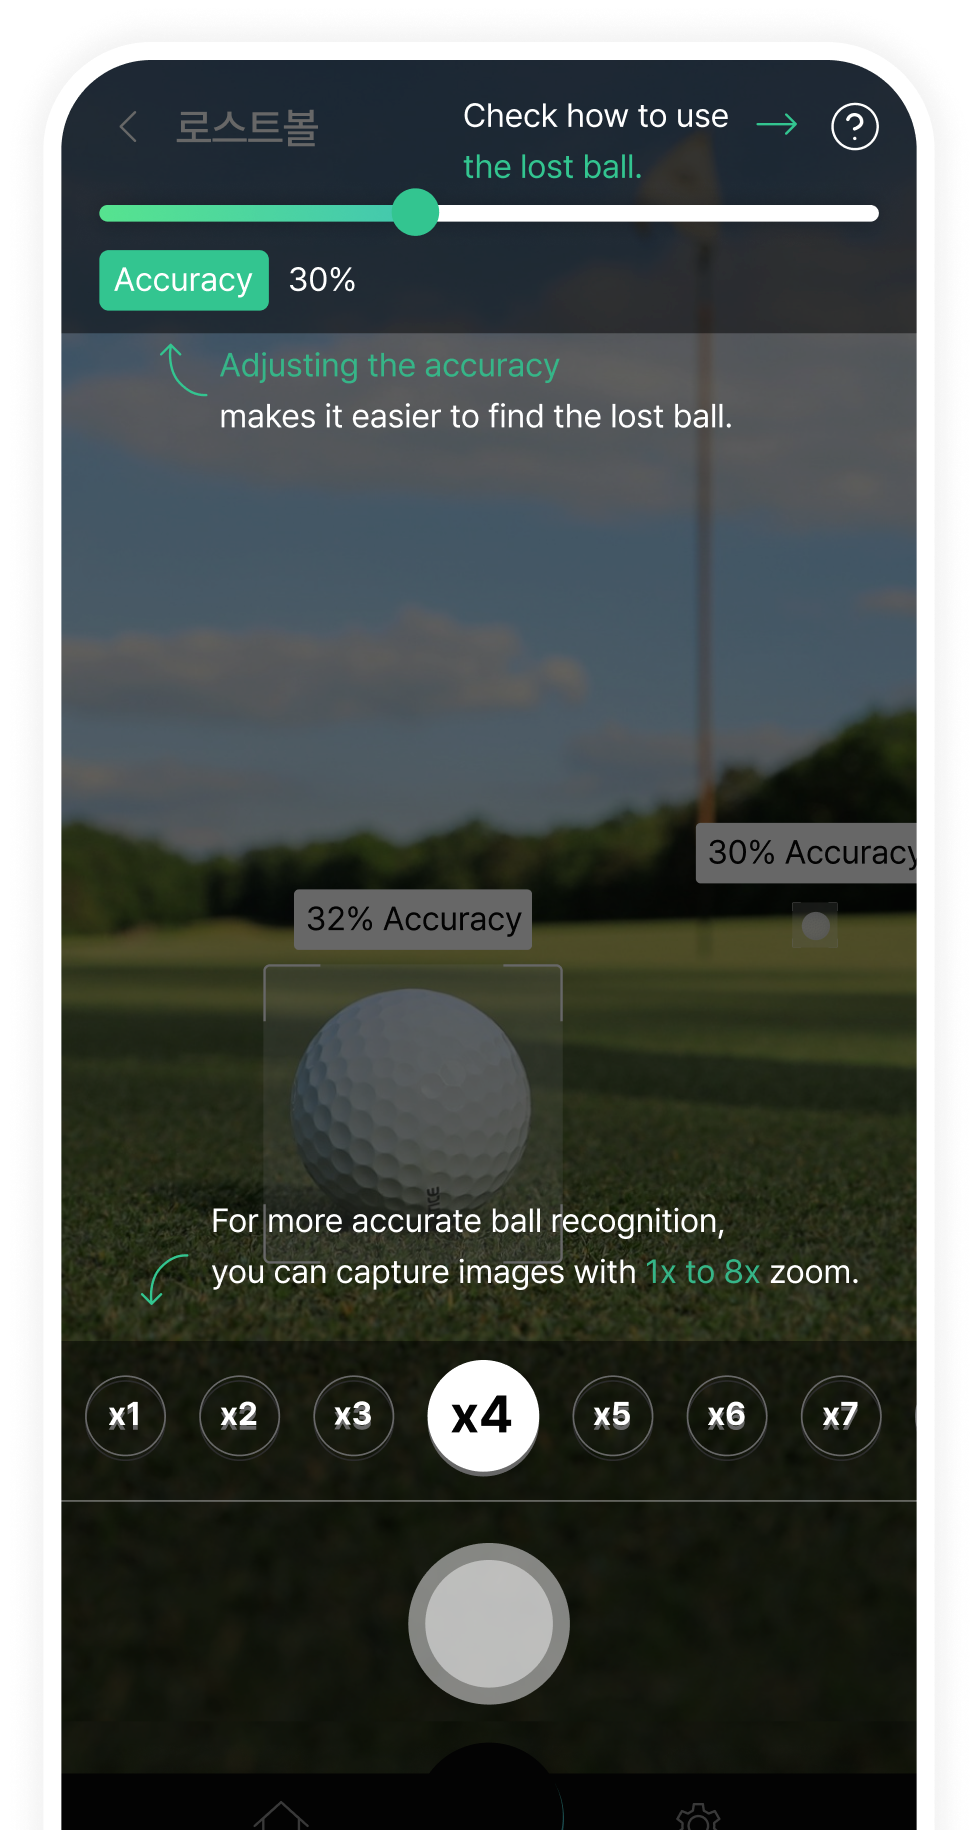 로스트볼
Check how to use
the lost ball.
?
Accuracy 30%
Adjusting the accuracy
makes it easier to find the lost ball.
30% Accuracy
32% Accuracy
For more accurate ball recognition,
you can capture images with 1x to 8x zoom.
x1 x2 x3 x4 x5 x6 x7